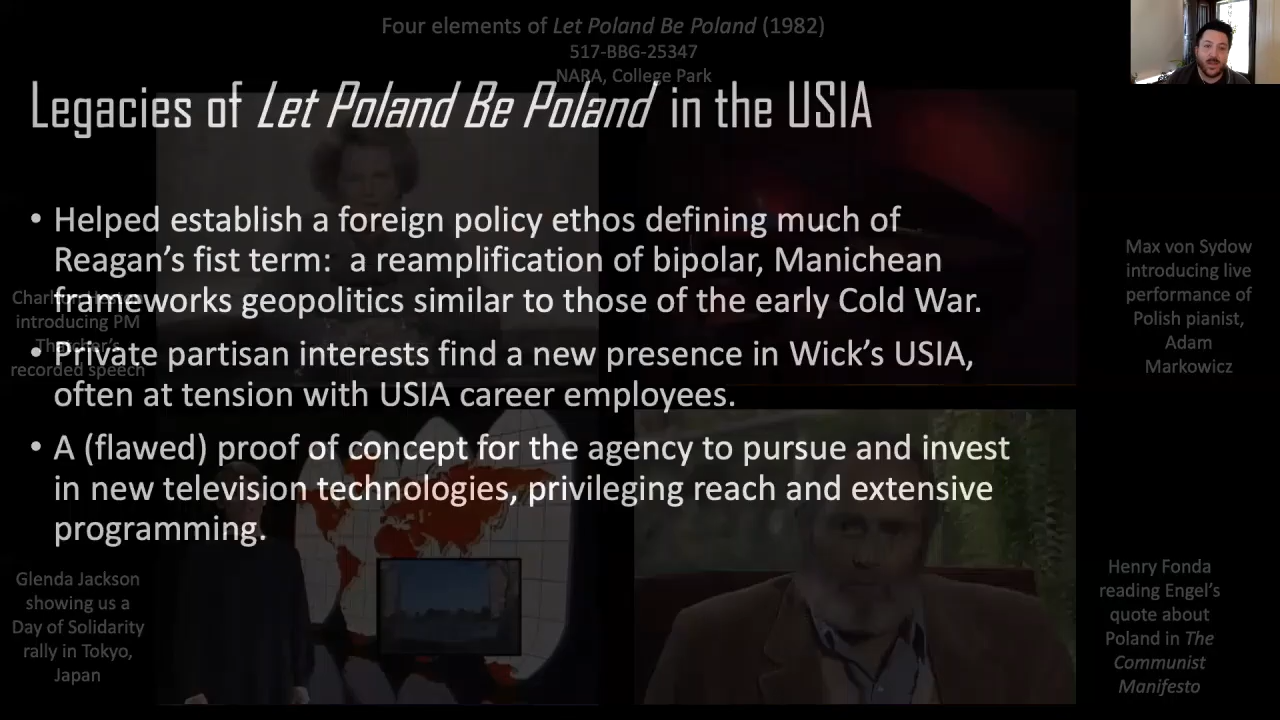 Four elements of Let Poland Be Poland (1982)
517-BBG-25347
NARA, College Park
Legacies of Let Poland Be Poland in the USIA
• Helped establish a foreign policy ethos defining much of
Reagan’s fist term:  a reamplification of bipolar, Manichean
frameworks geopolitics similar to those of the early Cold War.
• Private partisan interests find a new presence in Wick’s USIA,
often at tension with USIA career employees.
• A (flawed) proof of concept for the agency to pursue and invest
in new television technologies, privileging reach and extensive
programming.
introducing PM
recorded speech
Max von Sydow
introducing live
performance of
Polish pianist,
Adam
Markowicz
Glenda Jackson
showing us a
Day of Solidarity
rally in Tokyo,
Japan
Henry Fonda
reading Engel’s
quote about
Poland in The
Communist
Manifesto